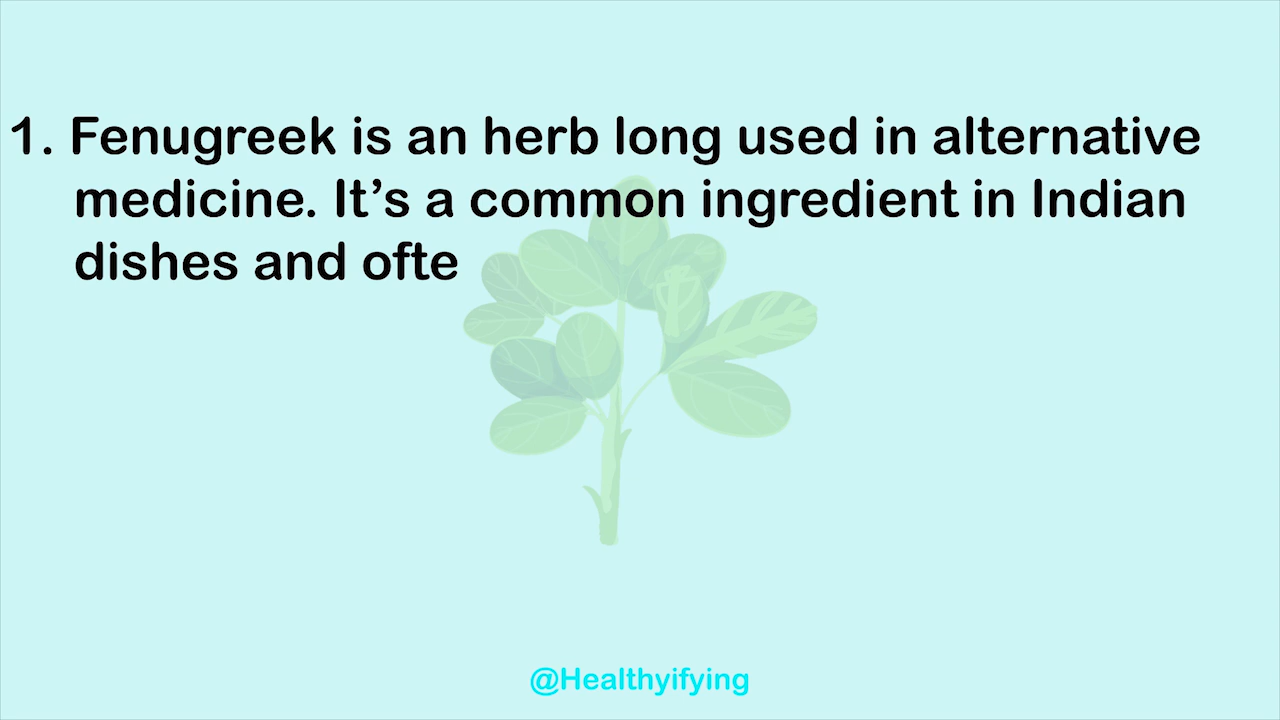 1. Fenugreek is an herb long used in alternative
medicine. It’s a common ingredient in Indian
dishes and ofte
@Healthyifying